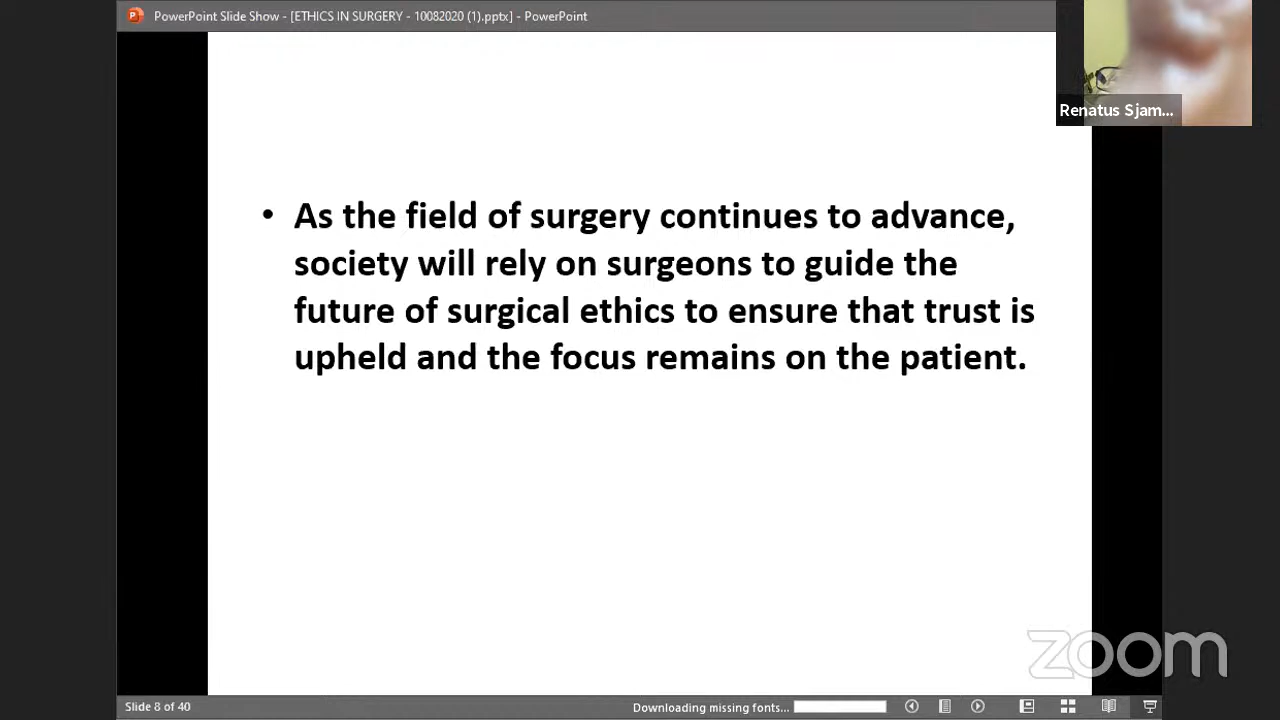 PowerPoint Slide Show - [ETHICS IN SURGERY - 10082020 (1).pptx] - PowerPoint
Renatus Sjam...
• As the field of surgery continues to advance,
society will rely on surgeons to guide the
future of surgical ethics to ensure that trust is
upheld and the focus remains on the patient.
zoom
Slide 8 of 40
Downloading missing fonts...